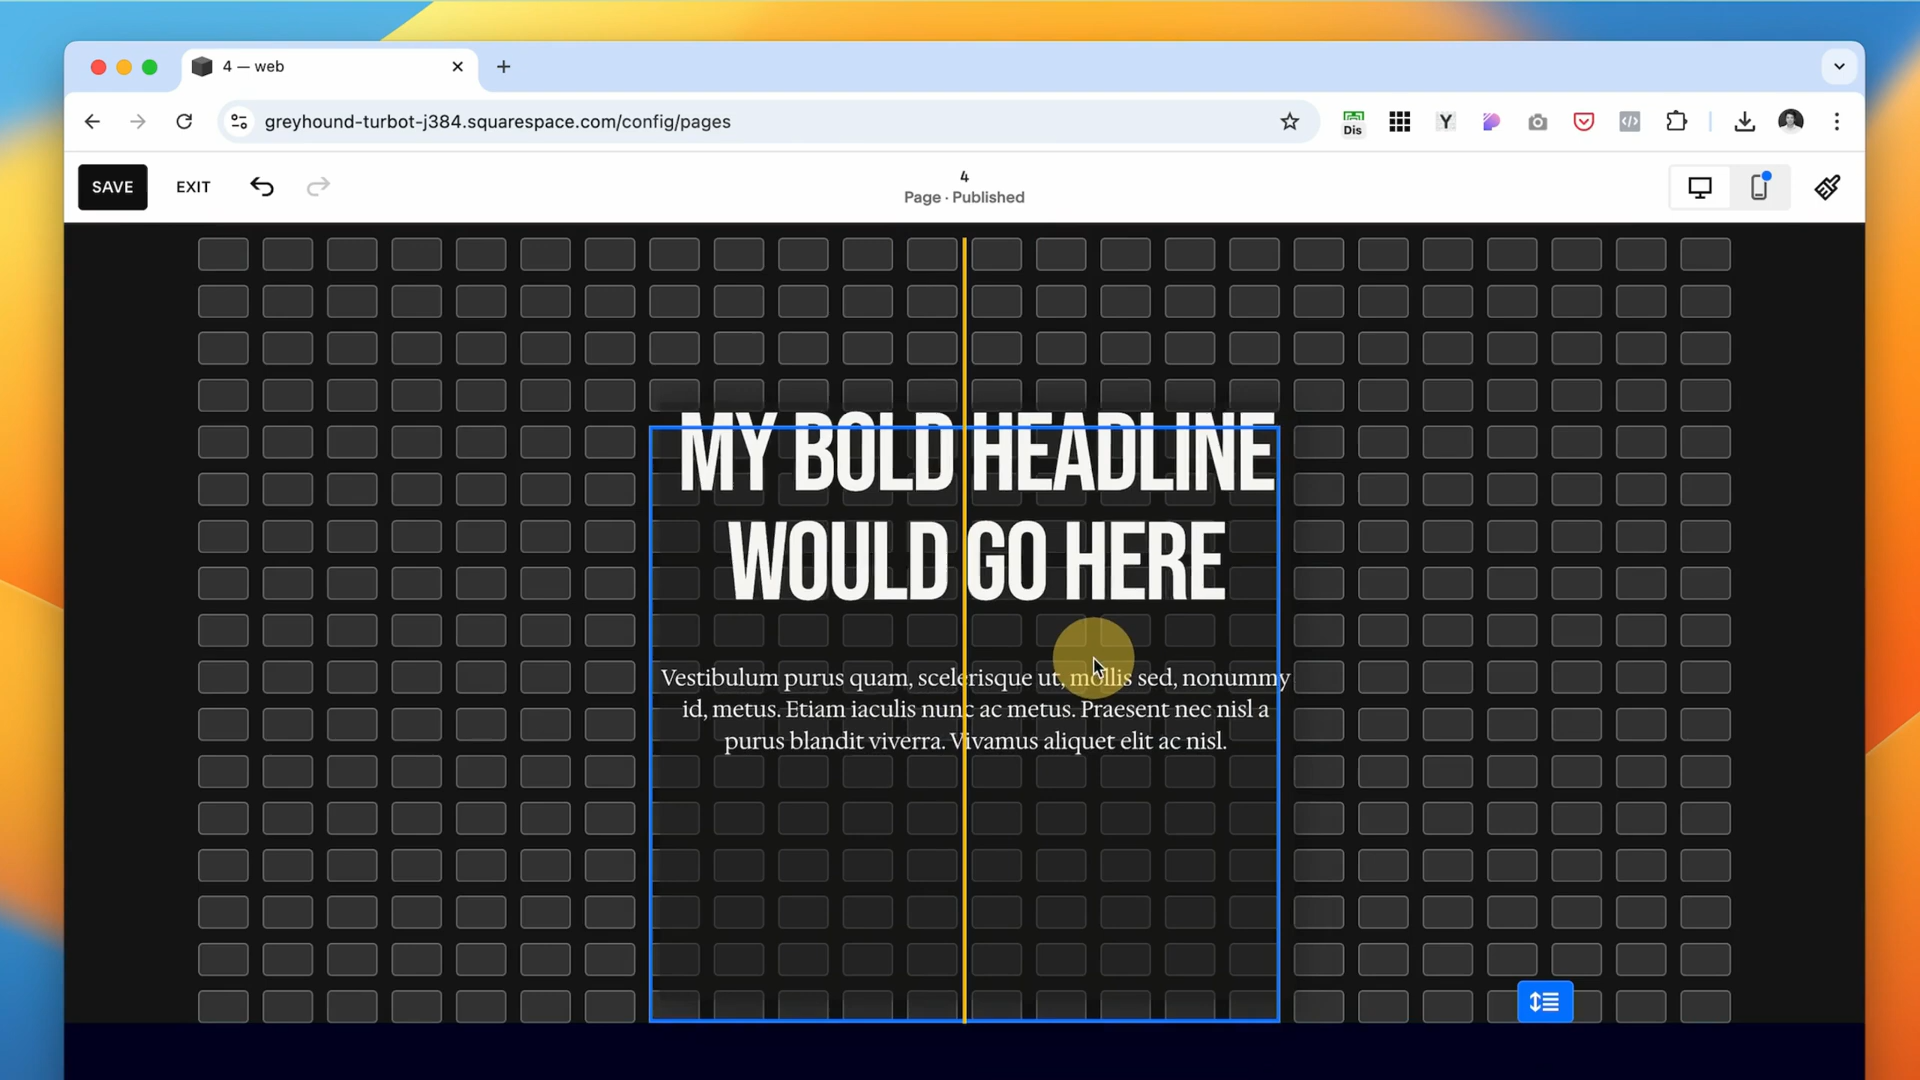 4 — web
greyhound-turbot-j384.squarespace.com/config/pages
Dis
Y
SAVE
EXIT
4
Page · Published
MY BOLD HEADLINE
WOULD GO HERE
Vestibulum purus quam, scelerisque ut, mollis sed, nonummy
id, metus. Etiam iaculis nunc ac metus. Praesent nec nisl a
purus blandit viverra. Vivamus aliquet elit ac nisl.